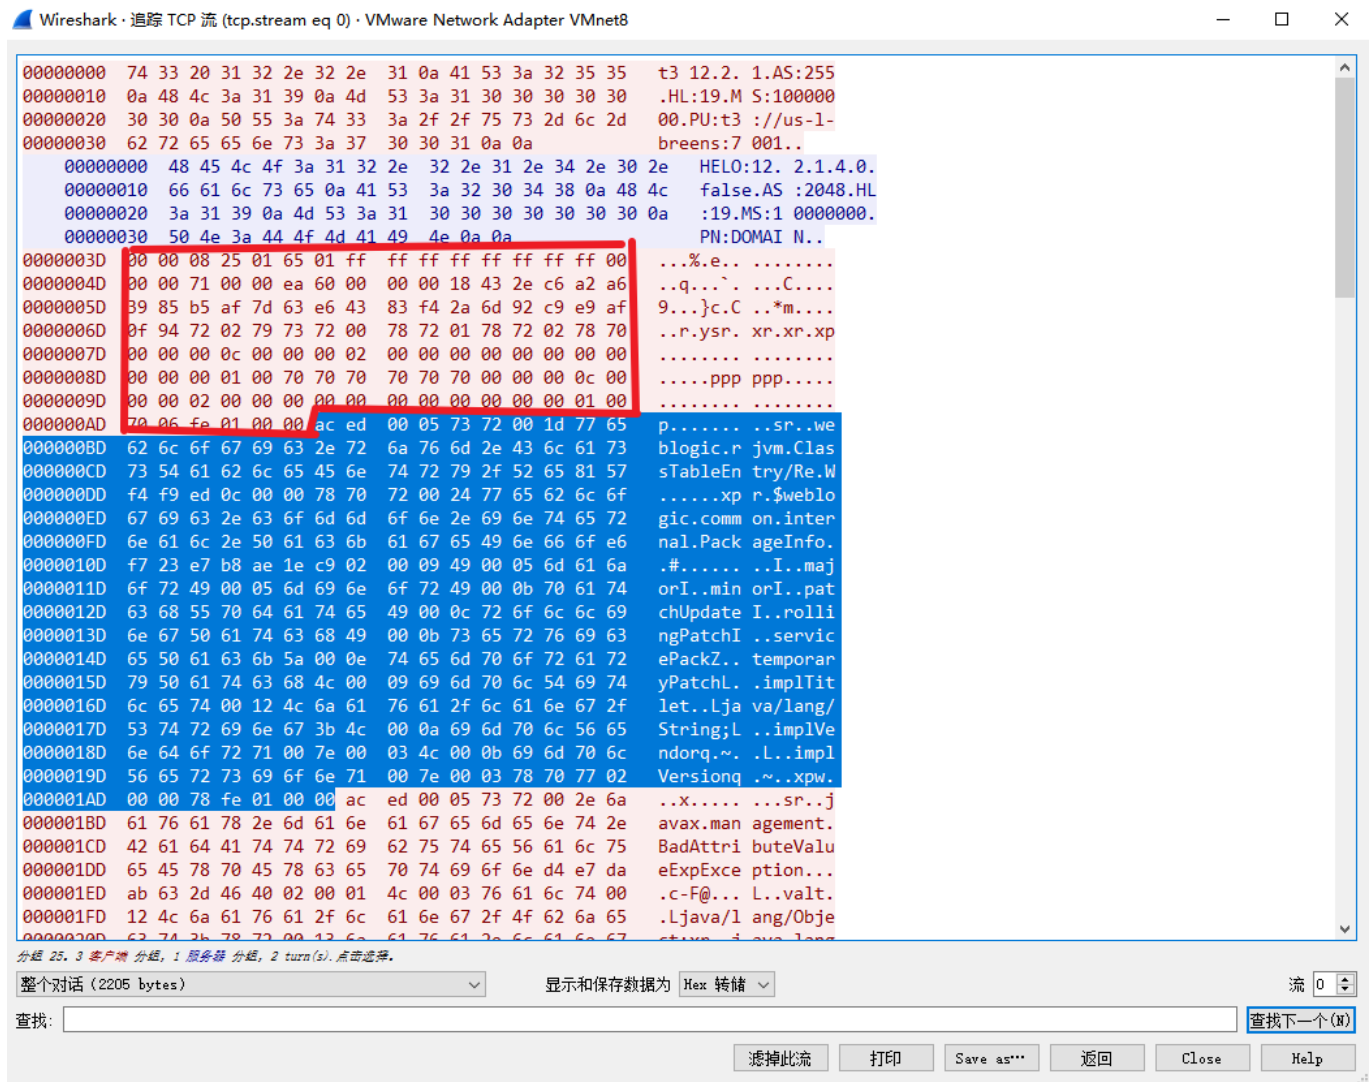 Wireshark · 追踪 TCP 流 (tcp.stream eq 0) · VMware Network Adapter VMnet8
00000000 74 33 20 31 32 2e 32 2e 31 0a 41 53 3a 32 35 35 t3 12.2. 1.AS:255
00000010 0a 48 4c 3a 31 39 0a 4d 53 3a 31 30 30 30 30 30 .HL:19.M S:100000
00000020 30 30 0a 50 55 3a 74 33 3a 2f 2f 75 73 2d 6c 2d 00.PU:t3 ://us-l-
00000030 62 72 65 65 6e 73 3a 37 30 30 31 0a 0a breens:7 001..
00000000 48 45 4c 4f 3a 31 32 2e 32 2e 31 2e 34 2e 30 2e HELO:12. 2.1.4.0.
00000010 66 61 6c 73 65 0a 41 53 3a 32 30 34 38 0a 48 4c false.AS :2048.HL
00000020 3a 31 39 0a 4d 53 3a 31 30 30 30 30 30 30 30 0a :19.MS:1 0000000.
00000030 50 4e 3a 44 4f 4d 41 49 4e 0a 0a PN:DOMAI N..
0000003D 00 00 08 25 01 65 01 ff ff ff ff ff ff ff ff 00 ...%.e.. ........
0000004D 00 00 71 00 00 ea 60 00 00 00 18 43 2e c6 a2 a6 ..q...`. ...C....
0000005D 39 85 b5 af 7d 63 e6 43 83 f4 2a 6d 92 c9 e9 af 9...}c.C ..*m....
0000006D 0f 94 72 02 79 73 72 00 78 72 01 78 72 02 78 70 ..r.ysr. xr.xr.xp
0000007D 00 00 00 0c 00 00 00 02 00 00 00 00 00 00 00 00 ........ ........
0000008D 00 00 00 01 00 70 70 70 70 70 70 00 00 00 0c 00 .....ppp ppp.....
0000009D 00 00 02 00 00 00 00 00 00 00 00 00 00 00 01 00 ........ ........
000000AD 70 06 fe 01 00 00 ac ed 00 05 73 72 00 1d 77 65 p....... ..sr..we
000000BD 62 6c 6f 67 69 63 2e 72 6a 76 6d 2e 43 6c 61 73 blogic.r jvm.Clas
000000CD 73 54 61 62 6c 65 45 6e 74 72 79 2f 52 65 81 57 sTableEn try/Re.W
000000DD f4 f9 ed 0c 00 00 78 70 72 00 24 77 65 62 6c 6f ......xp r.$weblo
000000ED 67 69 63 2e 63 6f 6d 6d 6f 6e 2e 69 6e 74 65 72 gic.comm on.inter
000000FD 6e 61 6c 2e 50 61 63 6b 61 67 65 49 6e 66 6f e6 nal.Pack ageInfo.
0000010D f7 23 e7 b8 ae 1e c9 02 00 09 49 00 05 6d 61 6a .#...... ..I..maj
0000011D 6f 72 49 00 05 6d 69 6e 6f 72 49 00 0b 70 61 74 orI..min orI..pat
0000012D 63 68 55 70 64 61 74 65 49 00 0c 72 6f 6c 6c 69 chUpdate I..rolli
0000013D 6e 67 50 61 74 63 68 49 00 0b 73 65 72 76 69 63 ngPatchI ..servic
0000014D 65 50 61 63 6b 5a 00 0e 74 65 6d 70 6f 72 61 72 ePackZ.. temporar
0000015D 79 50 61 74 63 68 4c 00 09 69 6d 70 6c 54 69 74 yPatchL. .implTit
0000016D 6c 65 74 00 12 4c 6a 61 76 61 2f 6c 61 6e 67 2f let..Lja va/lang/
0000017D 53 74 72 69 6e 67 3b 4c 00 0a 69 6d 70 6c 56 65 String;L ..implVe
0000018D 6e 64 6f 72 71 00 7e 00 03 4c 00 0b 69 6d 70 6c ndorq.~. .L..impl
0000019D 56 65 72 73 69 6f 6e 71 00 7e 00 03 78 70 77 02 Versionq .~..xpw.
000001AD 00 00 78 fe 01 00 00 ac ed 00 05 73 72 00 2e 6a ..x..... ...sr..j
000001BD 61 76 61 78 2e 6d 61 6e 61 67 65 6d 65 6e 74 2e avax.man agement.
000001CD 42 61 64 41 74 74 72 69 62 75 74 65 56 61 6c 75 BadAttri buteValu
000001DD 65 45 78 70 45 78 63 65 70 74 69 6f 6e d4 e7 da eExpExce ption...
000001ED ab 63 2d 46 40 02 00 01 4c 00 03 76 61 6c 74 00 .c-F@... L..valt.
000001FD 12 4c 6a 61 76 61 2f 6c 61 6e 67 2f 4f 62 6a 65 .Ljava/l ang/Obje
0000020D 63 74 3b 78 72 00 13 6a 61 76 61 2e 6c 61 6e 67 ct;xr..j ava.lang
分组 25. 3 客户端 分组, 1 服务器 分组, 2 turn(s). 点击选择.
整个对话 (2205 bytes) 显示和保存数据为 Hex 转储 流 0
查找: 查找下一个(N)
滤掉此流 打印 Save as… 返回 Close Help